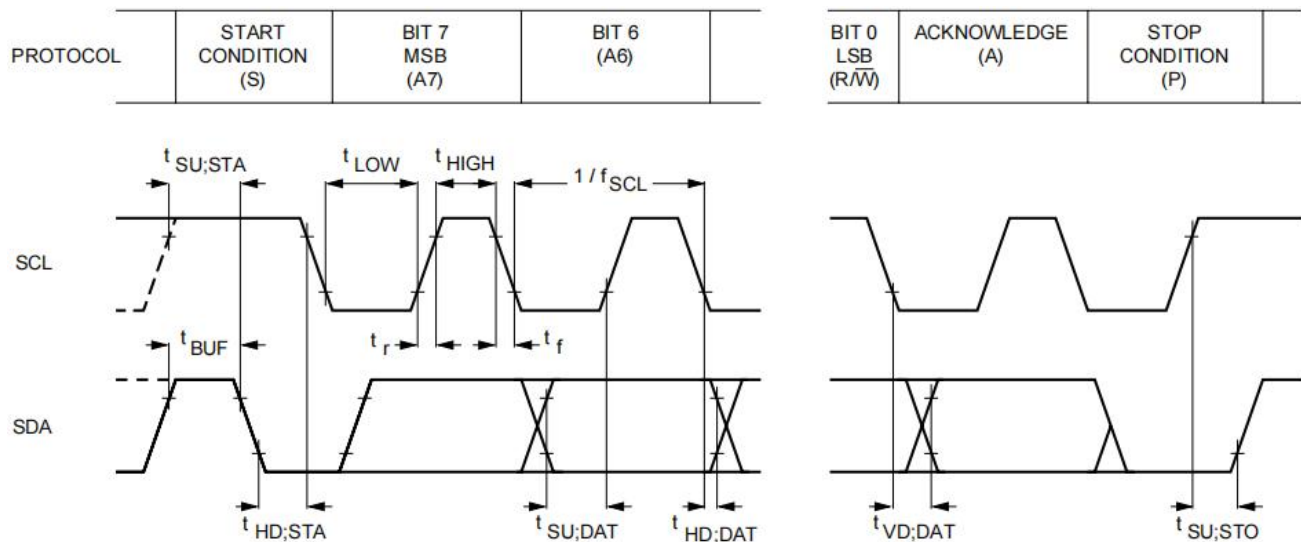 PROTOCOL
START
CONDITION
(S)
BIT 7
MSB
(A7)
BIT 6
(A6)
BIT 0
LSB
(R/W̅)
ACKNOWLEDGE
(A)
STOP
CONDITION
(P)
t SU;STA
t LOW
t HIGH
1 / f SCL
SCL
t BUF
t r
t f
SDA
t HD;STA
t SU;DAT
t HD;DAT
t VD;DAT
t SU;STO